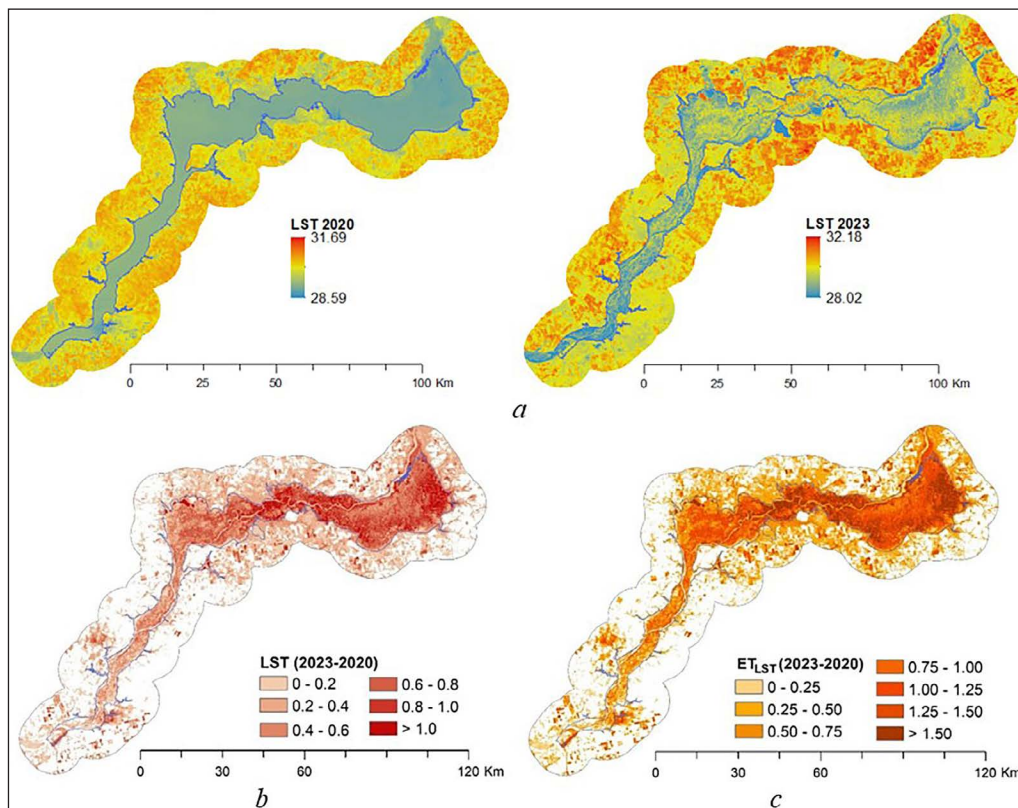 LST 2020
31.69
28.59
0 25 50 100 Km
LST 2023
32.18
28.02
0 25 50 100 Km
a
LST (2023-2020)
0 - 0.2
0.2 - 0.4
0.4 - 0.6
0.6 - 0.8
0.8 - 1.0
> 1.0
0 30 60 120 Km
b
ETLST (2023-2020)
0 - 0.25
0.25 - 0.50
0.50 - 0.75
0.75 - 1.00
1.00 - 1.25
1.25 - 1.50
> 1.50
0 30 60 120 Km
c